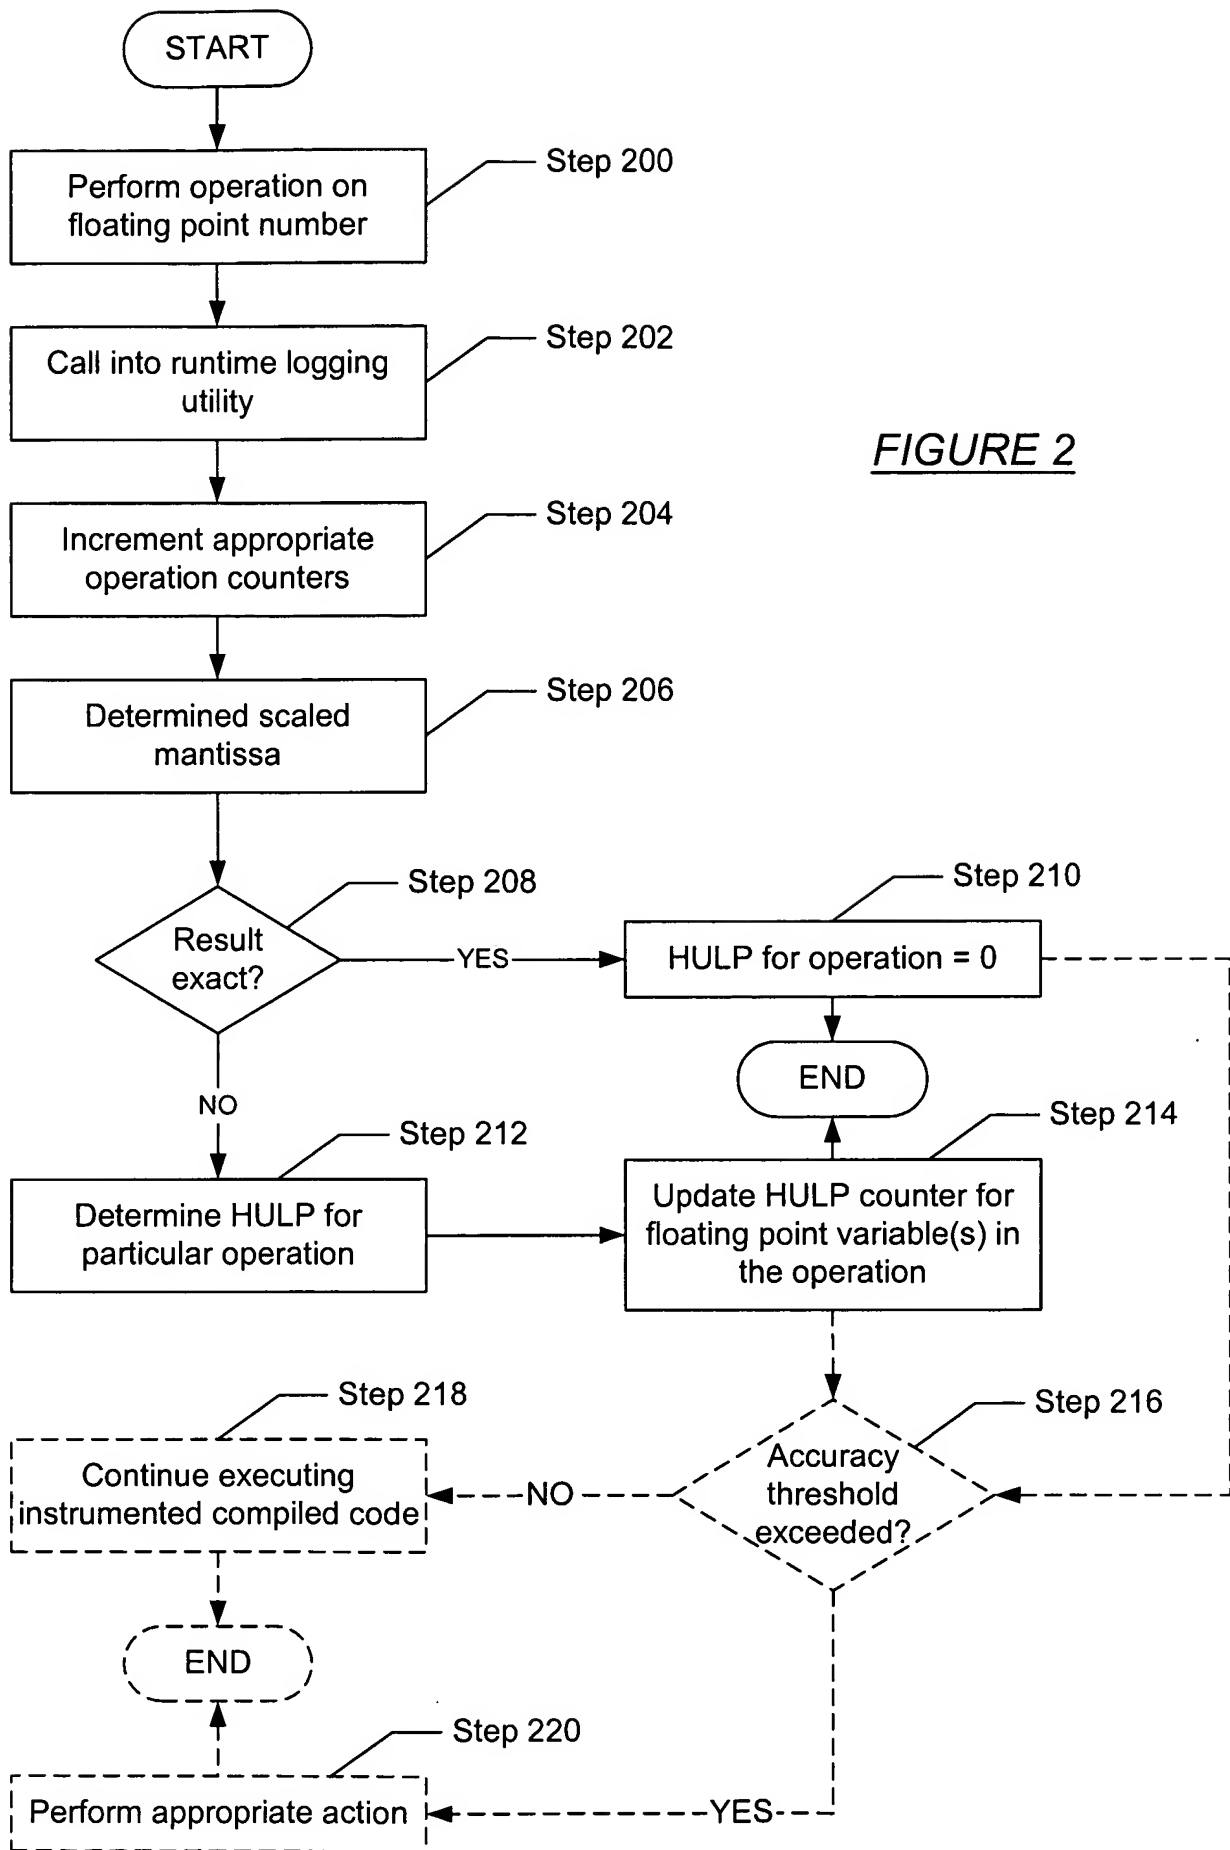 START
Step 200
Perform operation on
floating point number
Step 202
Call into runtime logging
utility
FIGURE 2
Step 204
Increment appropriate
operation counters
Step 206
Determined scaled
mantissa
Step 208
Result
exact?
YES
Step 210
HULP for operation = 0
END
NO
Step 212
Determine HULP for
particular operation
Step 214
Update HULP counter for
floating point variable(s) in
the operation
Step 216
Accuracy
threshold
exceeded?
NO
Step 218
Continue executing
instrumented compiled code
END
Step 220
Perform appropriate action
YES